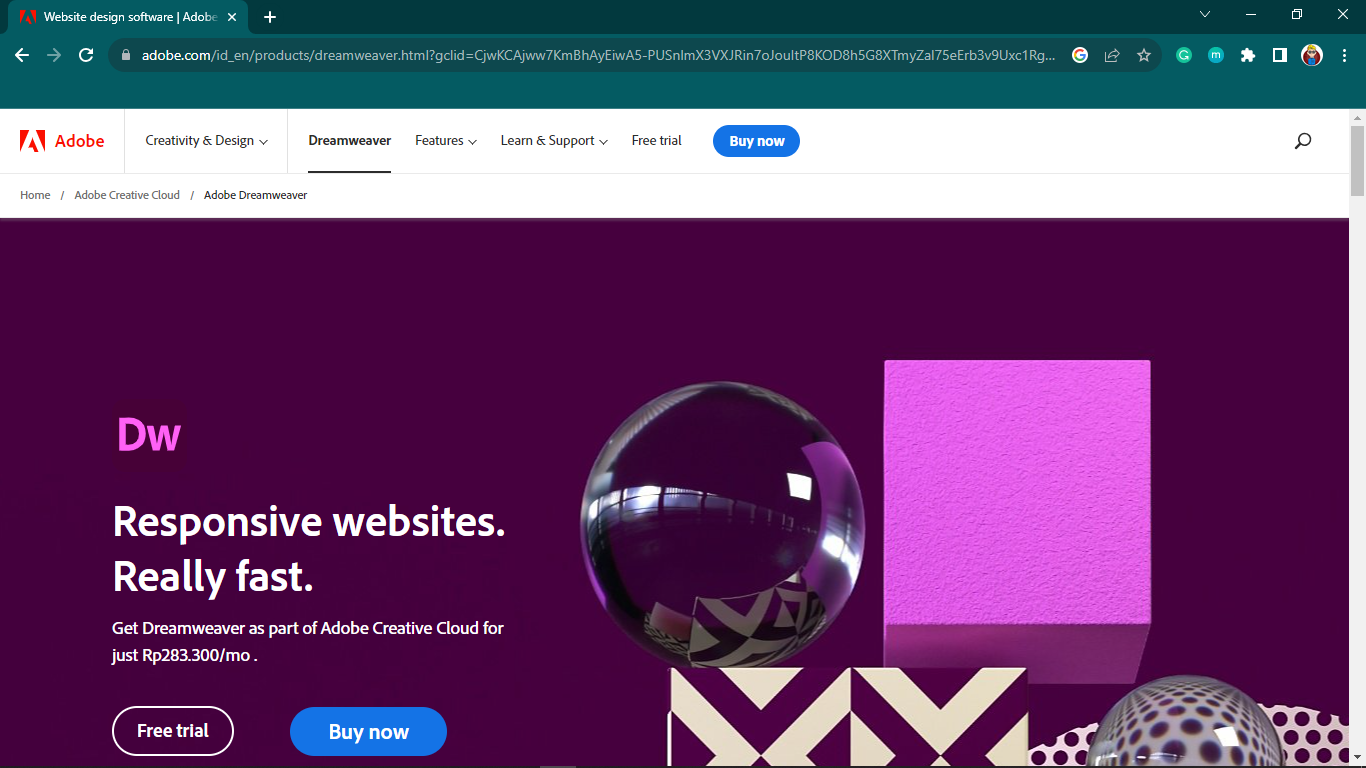 Website design software | Adobe
adobe.com/id_en/products/dreamweaver.html?gclid=CjwKCAjww7KmBhAyEiwA5-PUSnImX3VXJRin7oJoultP8KOD8h5G8XTmyZal75eErb3v9Uxc1Rg...
Adobe
Creativity & Design
Dreamweaver
Features
Learn & Support
Free trial
Buy now
Home / Adobe Creative Cloud / Adobe Dreamweaver
Dw
Responsive websites.
Really fast.
Get Dreamweaver as part of Adobe Creative Cloud for
just Rp283.300/mo .
Free trial
Buy now